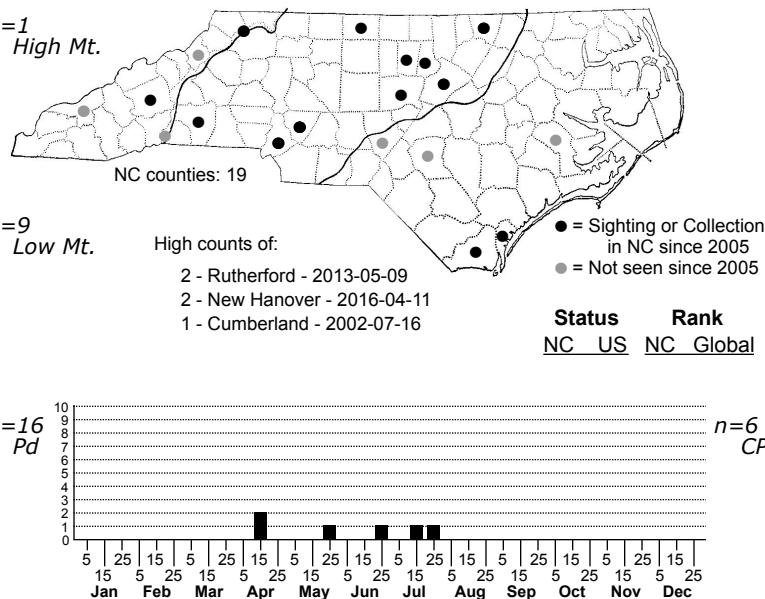 =1
High Mt.
NC counties: 19
=9
Low Mt.
High counts of:
2 - Rutherford - 2013-05-09
2 - New Hanover - 2016-04-11
1 - Cumberland - 2002-07-16
= Sighting or Collection
in NC since 2005
= Not seen since 2005
Status Rank
NC US NC Global
=16
Pd
n=6
CP
10
9
8
7
6
5
4
3
2
1
0
5 25 15 5 25 15 5 25 15 5 25 15 5 25 15 5 25 15
15 5 25 15 5 25 15 5 25 15 5 25 15 5 25 15 5 25
Jan Feb Mar Apr May Jun Jul Aug Sep Oct Nov Dec